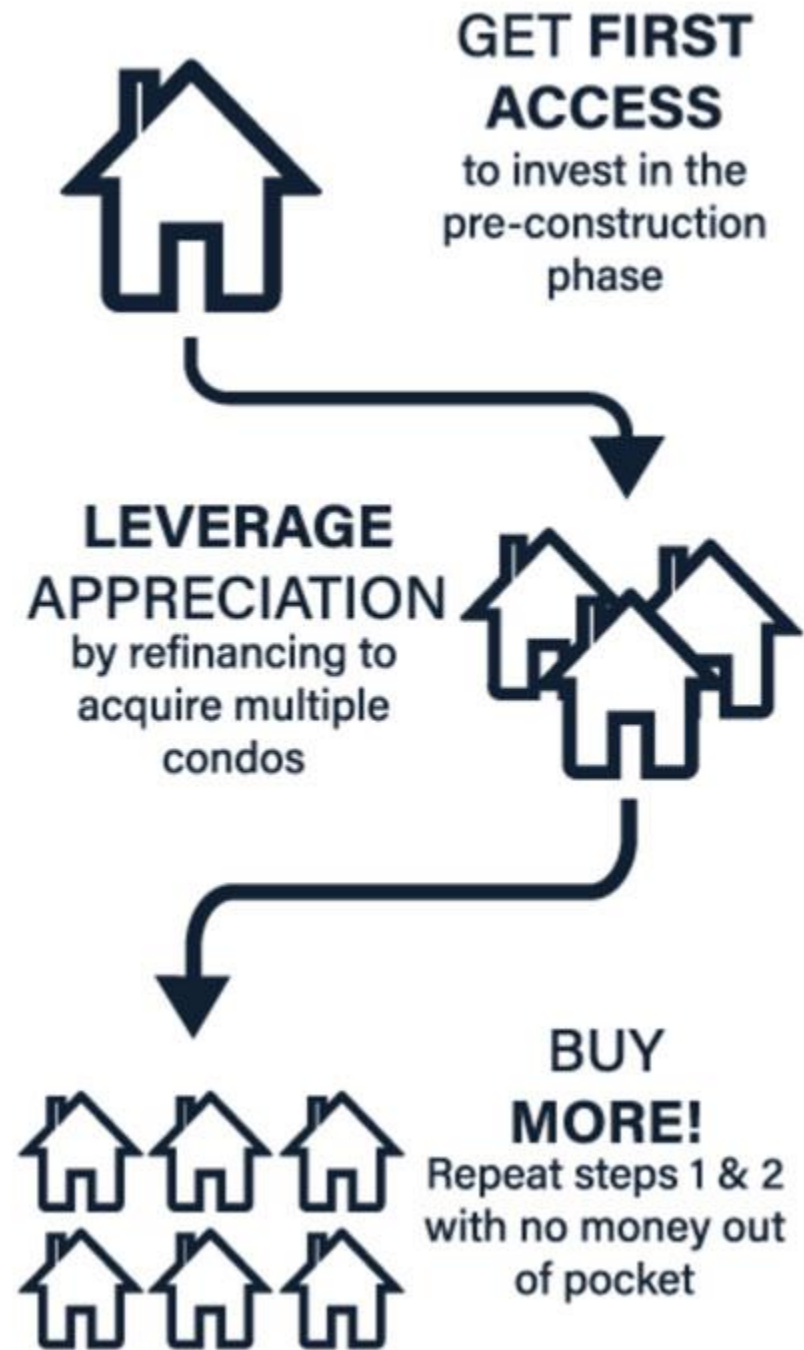 GET FIRST
ACCESS
to invest in the
pre-construction
phase
LEVERAGE
APPRECIATION
by refinancing to
acquire multiple
condos
BUY
MORE!
Repeat steps 1 & 2
with no money out
of pocket